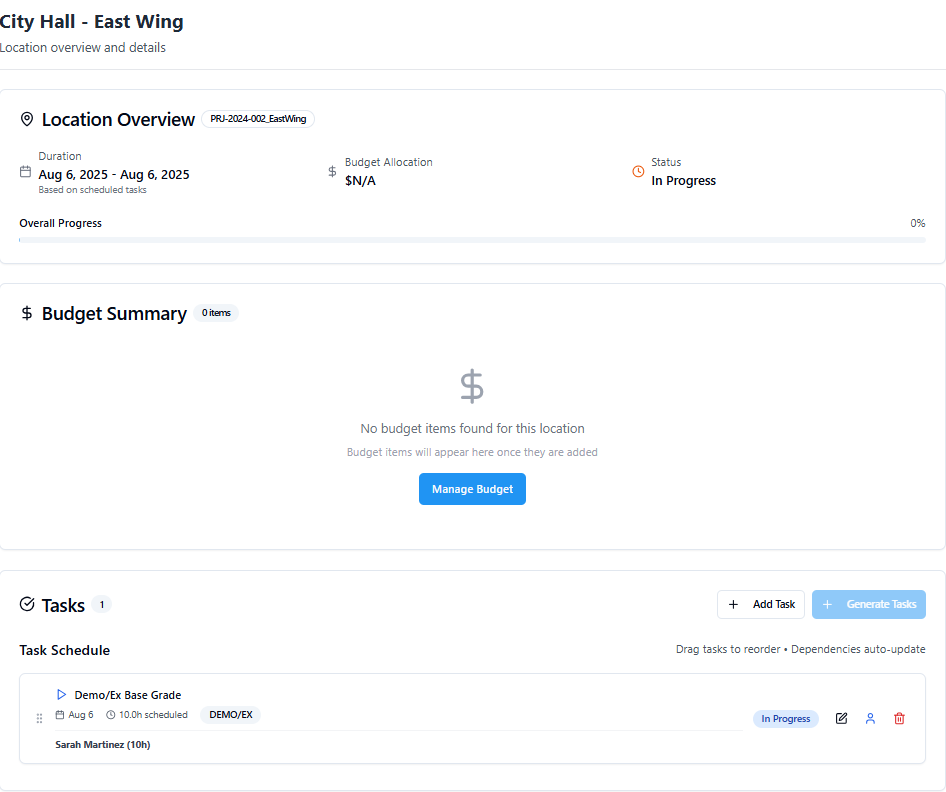 City Hall - East Wing
Location overview and details
Location Overview PRJ-2024-002_EastWing
Duration
Aug 6, 2025 - Aug 6, 2025
Based on scheduled tasks
Budget Allocation
$N/A
Status
In Progress
Overall Progress 0%
Budget Summary 0 items
No budget items found for this location
Budget items will appear here once they are added
Manage Budget
Tasks 1
Add Task
Generate Tasks
Task Schedule
Drag tasks to reorder • Dependencies auto-update
Demo/Ex Base Grade
Aug 6 10.0h scheduled DEMO/EX
In Progress
Sarah Martinez (10h)